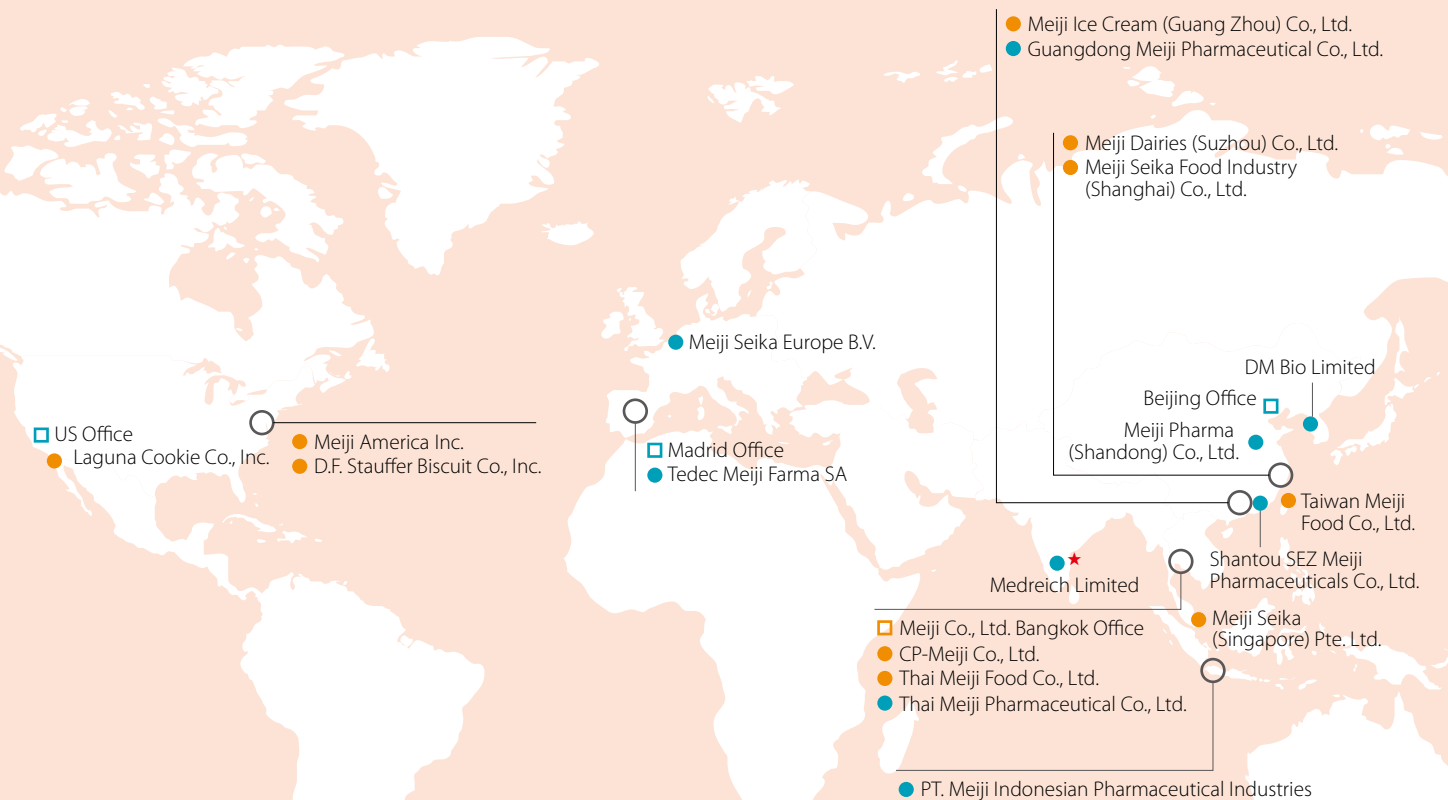 Meiji Ice Cream (Guang Zhou) Co., Ltd.
Guangdong Meiji Pharmaceutical Co., Ltd.
Meiji Dairies (Suzhou) Co., Ltd.
Meiji Seika Food Industry
(Shanghai) Co., Ltd.
Meiji Seika Europe B.V.
DM Bio Limited
Beijing Office
Meiji Pharma
(Shandong) Co., Ltd.
US Office
Laguna Cookie Co., Inc.
Meiji America Inc.
D.F. Stauffer Biscuit Co., Inc.
Madrid Office
Tedec Meiji Farma SA
Taiwan Meiji
Food Co., Ltd.
Shantou SEZ Meiji
Pharmaceuticals Co., Ltd.
Medreich Limited
Meiji Seika
(Singapore) Pte. Ltd.
Meiji Co., Ltd. Bangkok Office
CP-Meiji Co., Ltd.
Thai Meiji Food Co., Ltd.
Thai Meiji Pharmaceutical Co., Ltd.
PT. Meiji Indonesian Pharmaceutical Industries